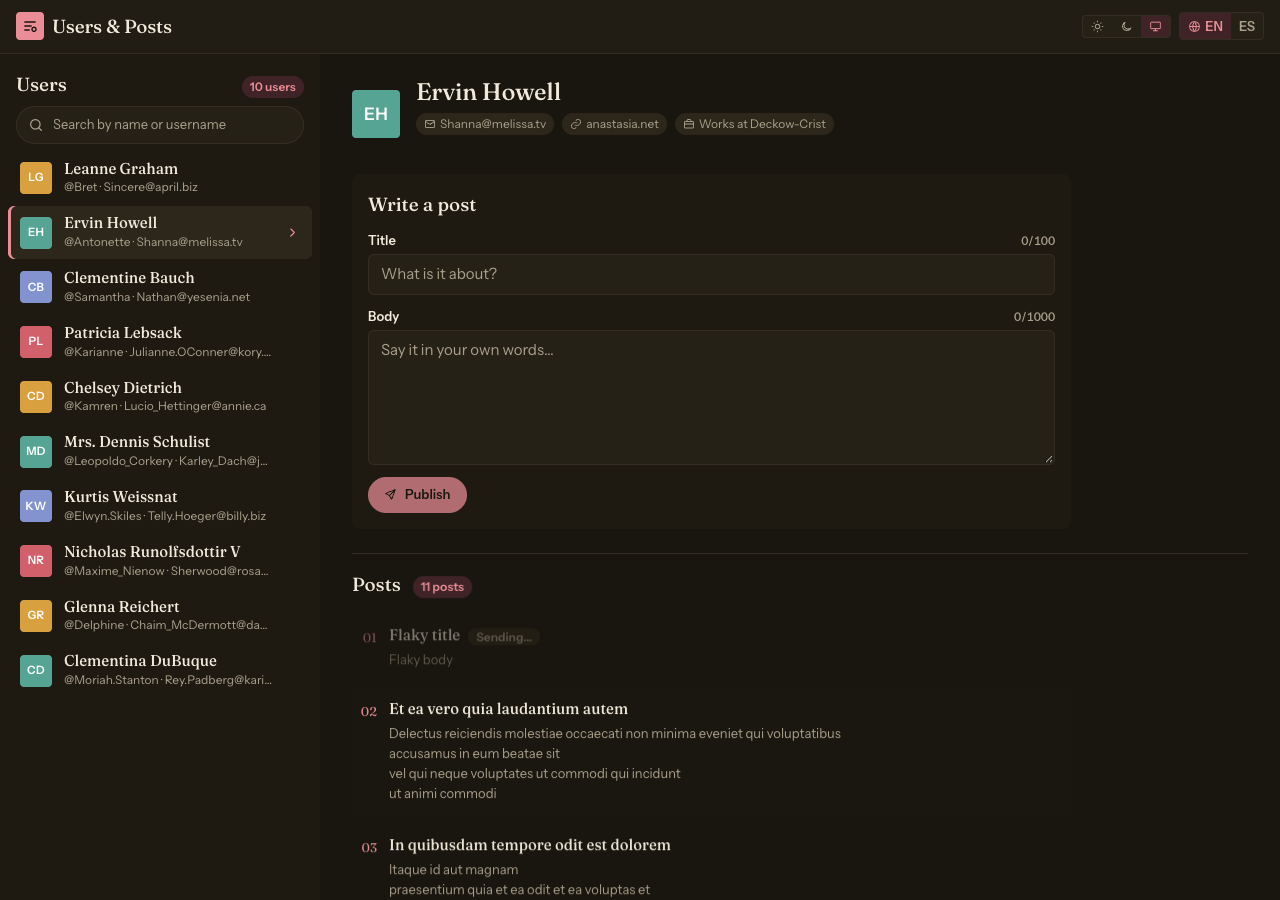 Users & Posts
EN
ES
Users
10 users
Search by name or username
LG
Leanne Graham
@Bret · Sincere@april.biz
EH
Ervin Howell
@Antonette · Shanna@melissa.tv
CB
Clementine Bauch
@Samantha · Nathan@yesenia.net
PL
Patricia Lebsack
@Karianne · Julianne.OConner@kory....
CD
Chelsey Dietrich
@Kamren · Lucio_Hettinger@annie.ca
MD
Mrs. Dennis Schulist
@Leopoldo_Corkery · Karley_Dach@j...
KW
Kurtis Weissnat
@Elwyn.Skiles · Telly.Hoeger@billy.biz
NR
Nicholas Runolfsdottir V
@Maxime_Nienow · Sherwood@rosa...
GR
Glenna Reichert
@Delphine · Chaim_McDermott@da...
CD
Clementina DuBuque
@Moriah.Stanton · Rey.Padberg@kari...
EH
Ervin Howell
Shanna@melissa.tv
anastasia.net
Works at Deckow-Crist
Write a post
Title
0/100
What is it about?
Body
0/1000
Say it in your own words...
Publish
Posts
11 posts
01
Flaky title
Sending...
Flaky body
02
Et ea vero quia laudantium autem
Delectus reiciendis molestiae occaecati non minima eveniet qui voluptatibus
accusamus in eum beatae sit
vel qui neque voluptates ut commodi qui incidunt
ut animi commodi
03
In quibusdam tempore odit est dolorem
Itaque id aut magnam
praesentium quia et ea odit et ea voluptas et